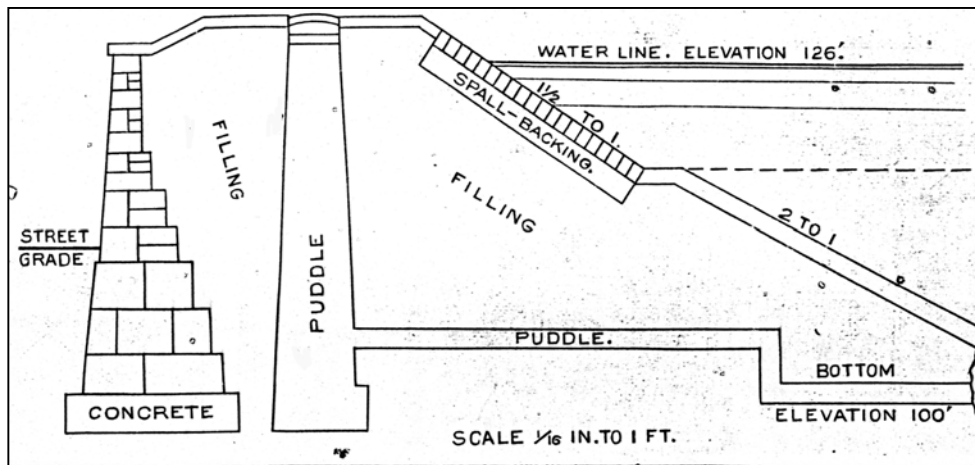 WATER LINE. ELEVATION 126'.
1½ TO 1.
SPALL-BACKING.
FILLING
FILLING
2 TO 1
STREET
GRADE
PUDDLE
PUDDLE.
BOTTOM
ELEVATION 100'
CONCRETE
SCALE 1/16 IN. TO 1 FT.